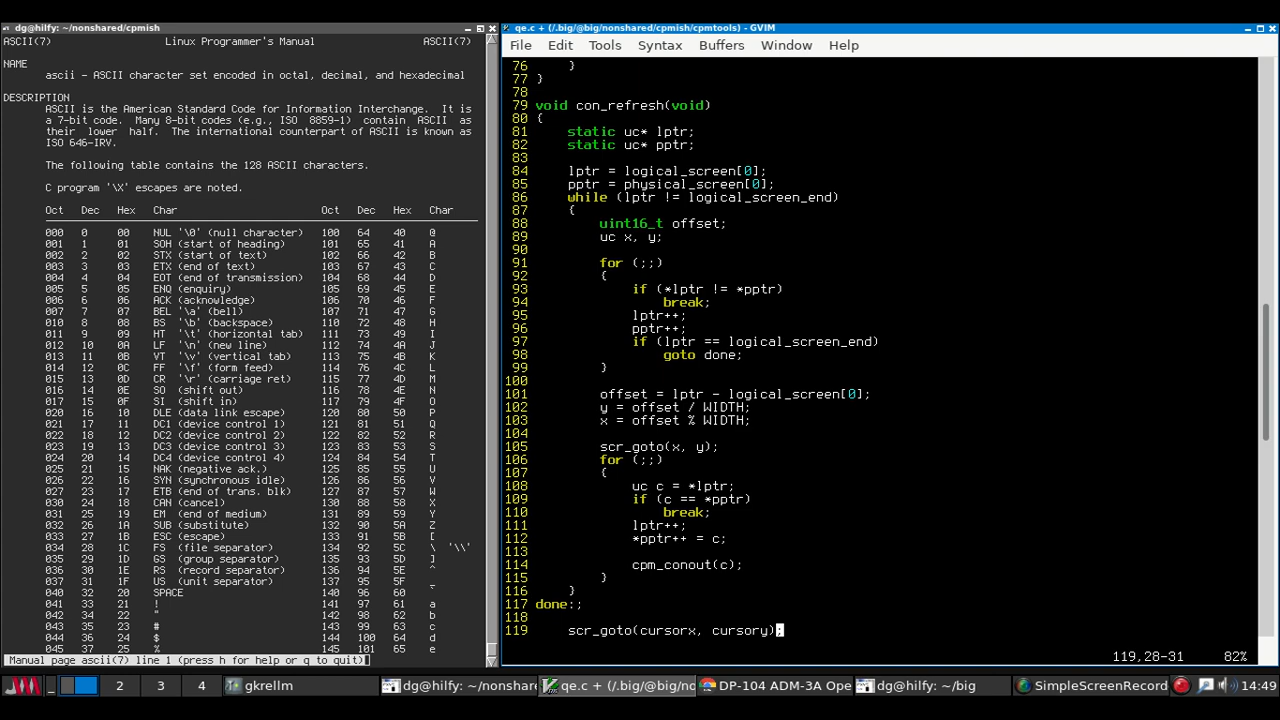 dg@hilfy: ~/nonshared/cpmish
ASCII(7) Linux Programmer's Manual ASCII(7)
NAME
ascii - ASCII character set encoded in octal, decimal, and hexadecimal
DESCRIPTION
ASCII is the American Standard Code for Information Interchange. It is
a 7-bit code. Many 8-bit codes (e.g., ISO 8859-1) contain ASCII as
their lower half. The international counterpart of ASCII is known as
ISO 646-IRV.
The following table contains the 128 ASCII characters.
C program '\X' escapes are noted.
Oct Dec Hex Char Oct Dec Hex Char
000 0 00 NUL '\0' (null character) 100 64 40 @
001 1 01 SOH (start of heading) 101 65 41 A
002 2 02 STX (start of text) 102 66 42 B
003 3 03 ETX (end of text) 103 67 43 C
004 4 04 EOT (end of transmission) 104 68 44 D
005 5 05 ENQ (enquiry) 105 69 45 E
006 6 06 ACK (acknowledge) 106 70 46 F
007 7 07 BEL '\a' (bell) 107 71 47 G
010 8 08 BS '\b' (backspace) 110 72 48 H
011 9 09 HT '\t' (horizontal tab) 111 73 49 I
012 10 0A LF '\n' (new line) 112 74 4A J
013 11 0B VT '\v' (vertical tab) 113 75 4B K
014 12 0C FF '\f' (form feed) 114 76 4C L
015 13 0D CR '\r' (carriage ret) 115 77 4D M
016 14 0E SO (shift out) 116 78 4E N
017 15 0F SI (shift in) 117 79 4F O
020 16 10 DLE (data link escape) 120 80 50 P
021 17 11 DC1 (device control 1) 121 81 51 Q
022 18 12 DC2 (device control 2) 122 82 52 R
023 19 13 DC3 (device control 3) 123 83 53 S
024 20 14 DC4 (device control 4) 124 84 54 T
025 21 15 NAK (negative ack.) 125 85 55 U
026 22 16 SYN (synchronous idle) 126 86 56 V
027 23 17 ETB (end of trans. blk) 127 87 57 W
030 24 18 CAN (cancel) 130 88 58 X
031 25 19 EM (end of medium) 131 89 59 Y
032 26 1A SUB (substitute) 132 90 5A Z
033 27 1B ESC (escape) 133 91 5B [
034 28 1C FS (file separator) 134 92 5C \ '\\'
035 29 1D GS (group separator) 135 93 5D ]
036 30 1E RS (record separator) 136 94 5E ^
037 31 1F US (unit separator) 137 95 5F _
040 32 20 SPACE 140 96 60 `
041 33 21 ! 141 97 61 a
042 34 22 " 142 98 62 b
043 35 23 # 143 99 63 c
044 36 24 $ 144 100 64 d
045 37 25 % 145 101 65 e
Manual page ascii(7) line 1 (press h for help or q to quit)
qe.c + (/.big/@big/nonshared/cpmish/cpmtools) - GVIM
File Edit Tools Syntax Buffers Window Help
76 }
77 }
78
79 void con_refresh(void)
80 {
81 static uc* lptr;
82 static uc* pptr;
83
84 lptr = logical_screen[0];
85 pptr = physical_screen[0];
86 while (lptr != logical_screen_end)
87 {
88 uint16_t offset;
89 uc x, y;
90
91 for (;;)
92 {
93 if (*lptr != *pptr)
94 break;
95 lptr++;
96 pptr++;
97 if (lptr == logical_screen_end)
98 goto done;
99 }
100
101 offset = lptr - logical_screen[0];
102 y = offset / WIDTH;
103 x = offset % WIDTH;
104
105 scr_goto(x, y);
106 for (;;)
107 {
108 uc c = *lptr;
109 if (c == *pptr)
110 break;
111 lptr++;
112 *pptr++ = c;
113
114 cpm_conout(c);
115 }
116 }
117 done:;
118
119 scr_goto(cursorx, cursory);
119,28-31 82%
2 3 4 gkrellm dg@hilfy: ~/nonshare qe.c + (/.big/@big/no DP-104 ADM-3A Ope dg@hilfy: ~/big SimpleScreenRecord 14:49